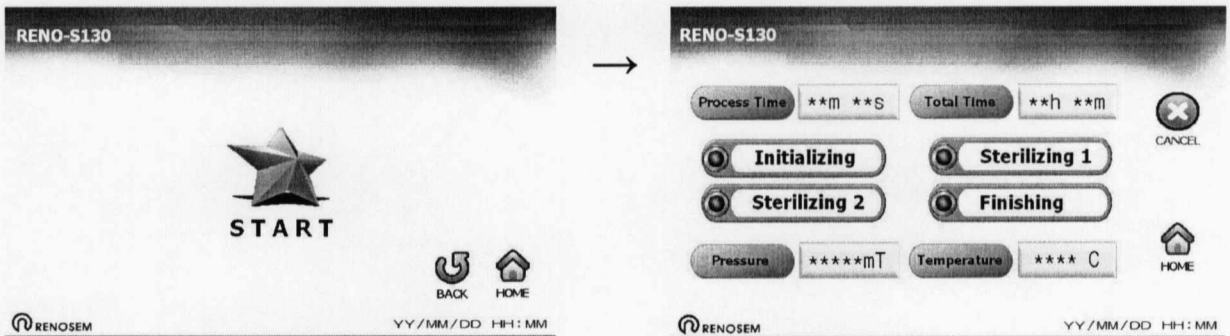 RENO-S130
START
BACK HOME
RENOSEM YY/MM/DD HH:MM
→
RENO-S130
Process Time **m **s Total Time **h **m
CANCEL
Initializing Sterilizing 1
Sterilizing 2 Finishing
HOME
Pressure *****mT Temperature **** C
RENOSEM YY/MM/DD HH:MM